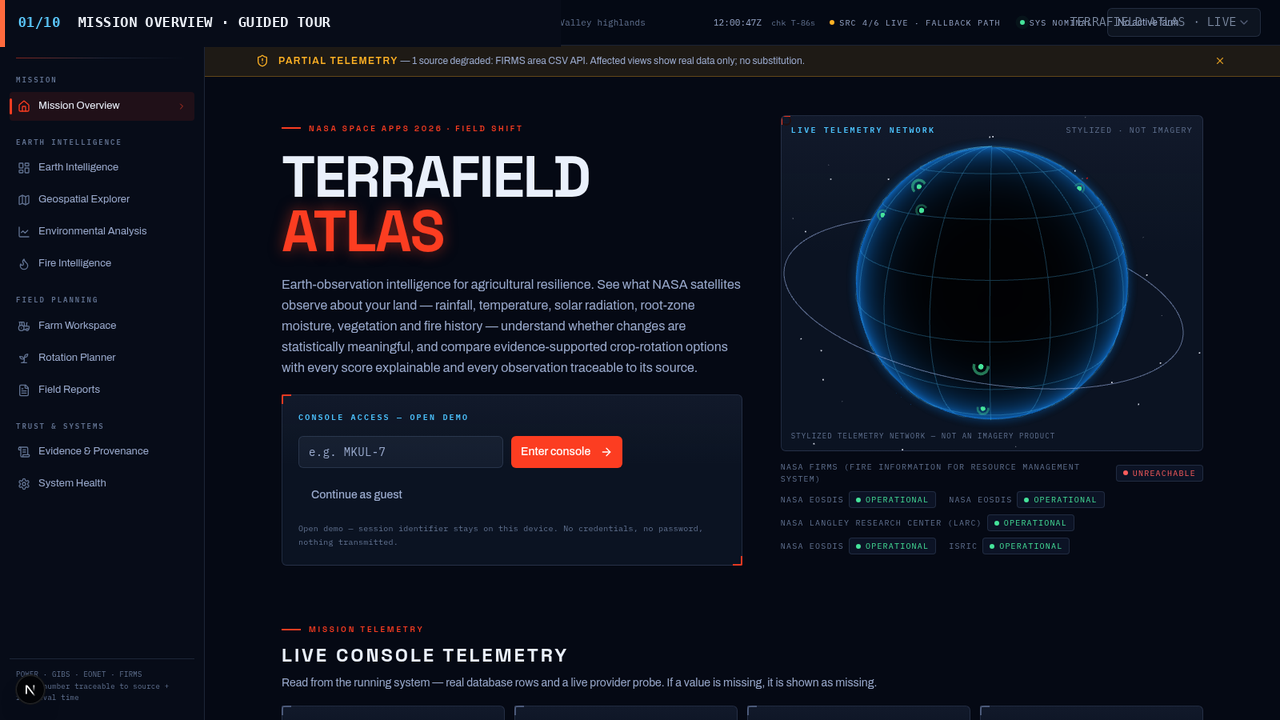 01/10 MISSION OVERVIEW · GUIDED TOUR
Valley highlands
12:00:47Z chk T-86s
SRC 4/6 LIVE · FALLBACK PATH
SYS NOMINAL
TERRAFIELD ATLAS · LIVE
PARTIAL TELEMETRY — 1 source degraded: FIRMS area CSV API. Affected views show real data only; no substitution.
MISSION
Mission Overview
EARTH INTELLIGENCE
Earth Intelligence
Geospatial Explorer
Environmental Analysis
Fire Intelligence
FIELD PLANNING
Farm Workspace
Rotation Planner
Field Reports
TRUST & SYSTEMS
Evidence & Provenance
System Health
POWER · GIBS · EONET · FIRMS
number traceable to source +
time
NASA SPACE APPS 2026 · FIELD SHIFT
TERRAFIELD
ATLAS
Earth-observation intelligence for agricultural resilience. See what NASA satellites
observe about your land — rainfall, temperature, solar radiation, root-zone
moisture, vegetation and fire history — understand whether changes are
statistically meaningful, and compare evidence-supported crop-rotation options
with every score explainable and every observation traceable to its source.
CONSOLE ACCESS — OPEN DEMO
e.g. MKUL-7
Enter console
Continue as guest
Open demo — session identifier stays on this device. No credentials, no password,
nothing transmitted.
LIVE TELEMETRY NETWORK
STYLIZED · NOT IMAGERY
STYLIZED TELEMETRY NETWORK — NOT AN IMAGERY PRODUCT
NASA FIRMS (FIRE INFORMATION FOR RESOURCE MANAGEMENT
SYSTEM)
UNREACHABLE
NASA EOSDIS OPERATIONAL NASA EOSDIS OPERATIONAL
NASA LANGLEY RESEARCH CENTER (LARC) OPERATIONAL
NASA EOSDIS OPERATIONAL ISRIC OPERATIONAL
MISSION TELEMETRY
LIVE CONSOLE TELEMETRY
Read from the running system — real database rows and a live provider probe. If a value is missing, it is shown as missing.